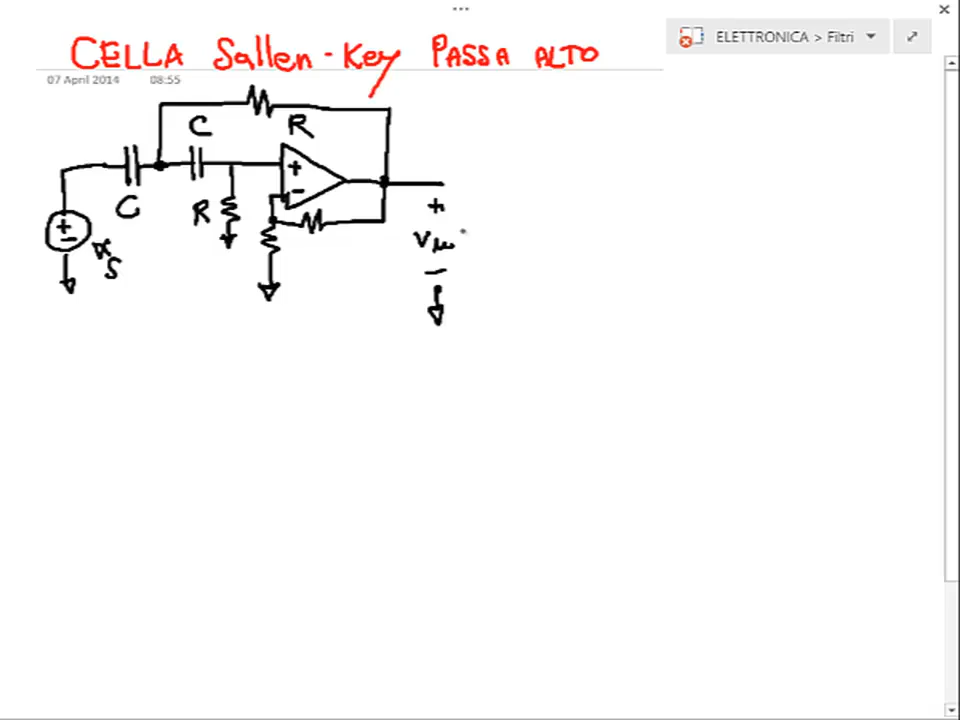 CELLA Sallen-Key PASSA ALTO
ELETTRONICA > Filtri
07 April 2014 08:55
C
R
C
R
+
-
+
-
S
+
-